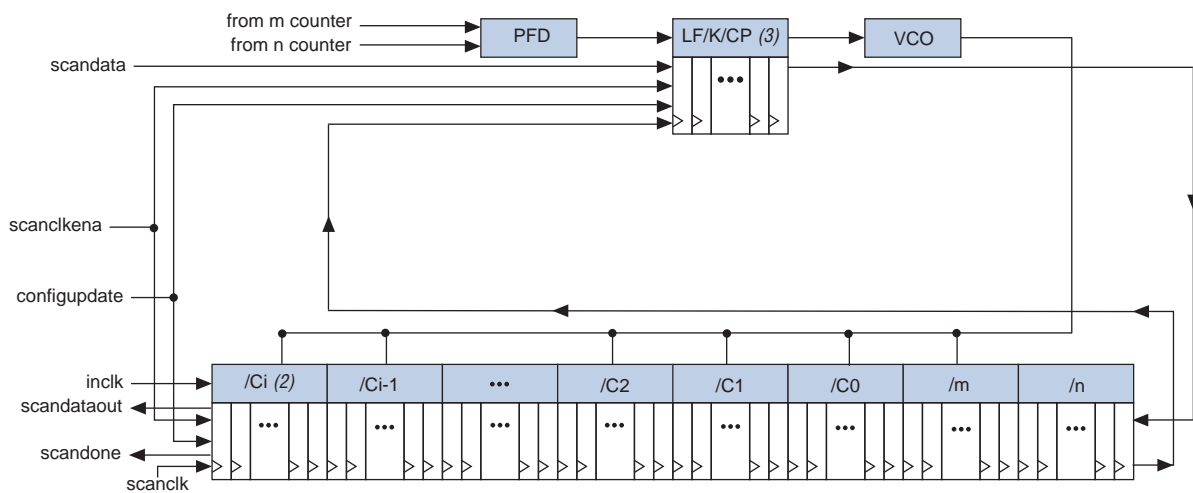 from m counter
from n counter
PFD
LF/K/CP (3)
VCO
scandata
•••
scanclkena
configupdate
inclk
/Ci (2)
/Ci-1
•••
/C2
/C1
/C0
/m
/n
scandataout
•••
•••
•••
•••
•••
•••
•••
•••
scandone
scanclk